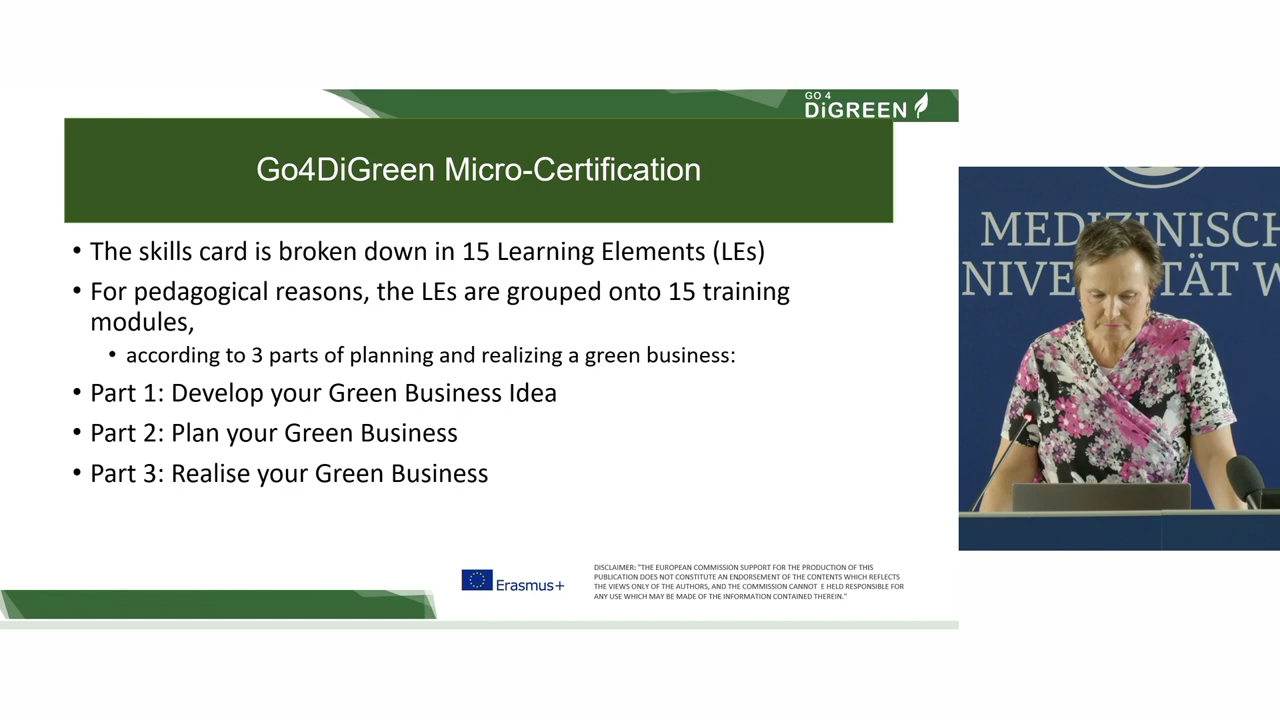 GO 4
DiGREEN
Go4DiGreen Micro-Certification
• The skills card is broken down in 15 Learning Elements (LEs)
• For pedagogical reasons, the LEs are grouped onto 15 training
modules,
• according to 3 parts of planning and realizing a green business:
• Part 1: Develop your Green Business Idea
• Part 2: Plan your Green Business
• Part 3: Realise your Green Business
Erasmus+
DISCLAIMER: "THE EUROPEAN COMMISSION SUPPORT FOR THE PRODUCTION OF THIS
PUBLICATION DOES NOT CONSTITUTE AN ENDORSEMENT OF THE CONTENTS WHICH REFLECTS
THE VIEWS ONLY OF THE AUTHORS, AND THE COMMISSION CANNOT E HELD RESPONSIBLE FOR
ANY USE WHICH MAY BE MADE OF THE INFORMATION CONTAINED THEREIN."
MEDIZINISCH
NIVE TÄT W